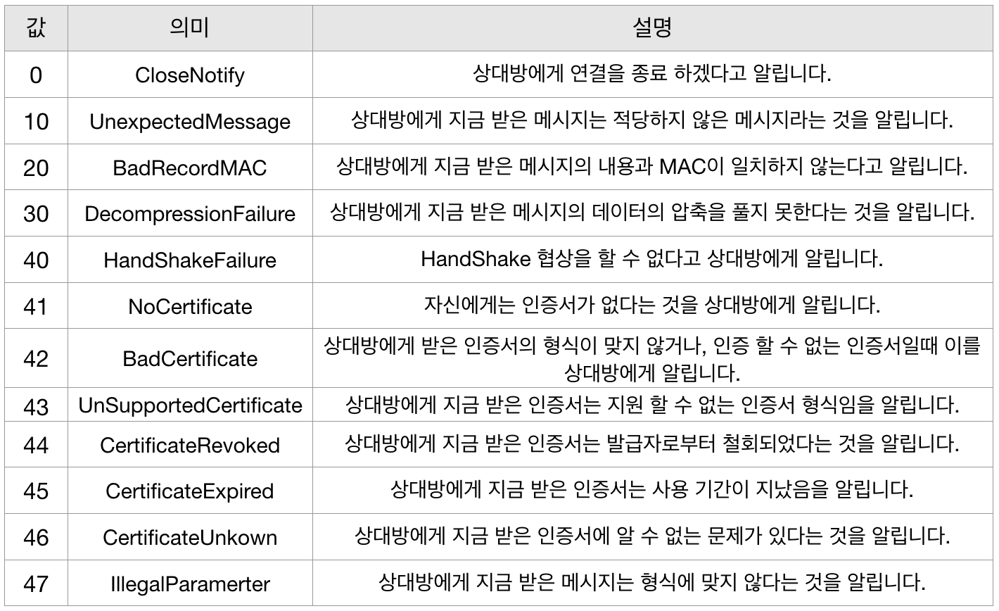 값 의미 설명
0 CloseNotify 상대방에게 연결을 종료 하겠다고 알립니다.
10 UnexpectedMessage 상대방에게 지금 받은 메시지는 적당하지 않은 메시지라는 것을 알립니다.
20 BadRecordMAC 상대방에게 지금 받은 메시지의 내용과 MAC이 일치하지 않는다고 알립니다.
30 DecompressionFailure 상대방에게 지금 받은 메시지의 데이터의 압축을 풀지 못한다는 것을 알립니다.
40 HandShakeFailure HandShake 협상을 할 수 없다고 상대방에게 알립니다.
41 NoCertificate 자신에게는 인증서가 없다는 것을 상대방에게 알립니다.
42 BadCertificate 상대방에게 받은 인증서의 형식이 맞지 않거나, 인증 할 수 없는 인증서일때 이를
상대방에게 알립니다.
43 UnSupportedCertificate 상대방에게 지금 받은 인증서는 지원 할 수 없는 인증서 형식임을 알립니다.
44 CertificateRevoked 상대방에게 지금 받은 인증서는 발급자로부터 철회되었다는 것을 알립니다.
45 CertificateExpired 상대방에게 지금 받은 인증서는 사용 기간이 지났음을 알립니다.
46 CertificateUnkown 상대방에게 지금 받은 인증서에 알 수 없는 문제가 있다는 것을 알립니다.
47 IllegalParamerter 상대방에게 지금 받은 메시지는 형식에 맞지 않다는 것을 알립니다.